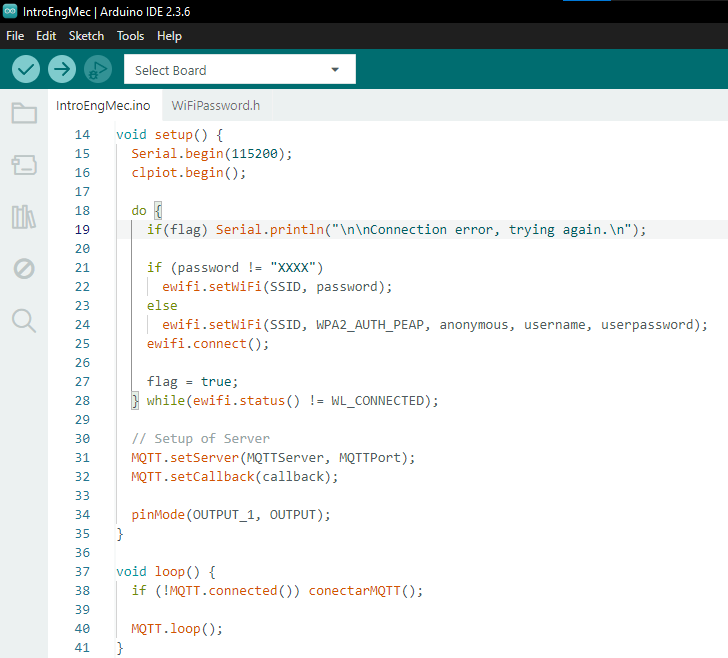 IntroEngMec | Arduino IDE 2.3.6
File Edit Sketch Tools Help
Select Board
IntroEngMec.ino WiFiPassword.h
14 void setup() {
15   Serial.begin(115200);
16   clpiot.begin();
17
18   do {
19     if(flag) Serial.println("\n\nConnection error, trying again.\n");
20
21     if (password != "XXXX")
22       ewifi.setWiFi(SSID, password);
23     else
24       ewifi.setWiFi(SSID, WPA2_AUTH_PEAP, anonymous, username, userpassword);
25     ewifi.connect();
26
27     flag = true;
28   } while(ewifi.status() != WL_CONNECTED);
29
30   // Setup of Server
31   MQTT.setServer(MQTTServer, MQTTPort);
32   MQTT.setCallback(callback);
33
34   pinMode(OUTPUT_1, OUTPUT);
35 }
36
37 void loop() {
38   if (!MQTT.connected()) conectarMQTT();
39
40   MQTT.loop();
41 }